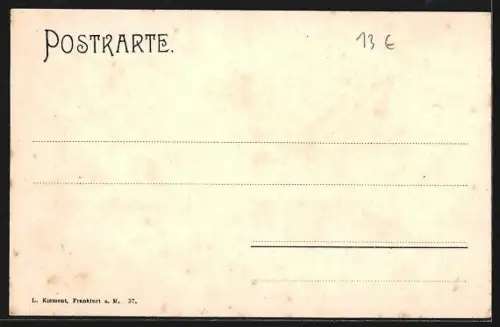 POSTKARTE.
13 €
L. Klement, Frankfurt a. M. 37.